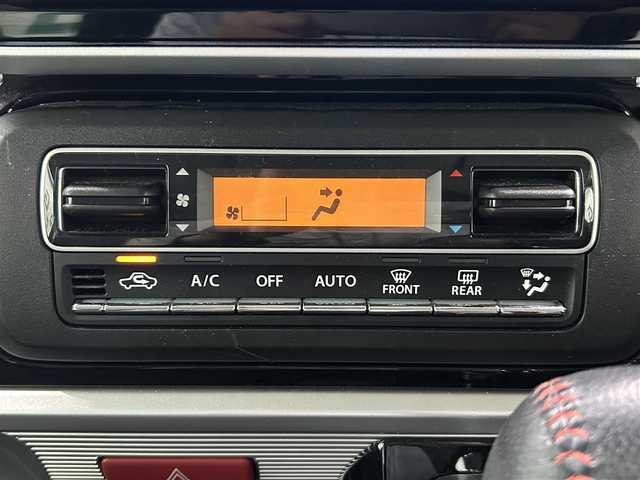 A/C OFF AUTO FRONT REAR